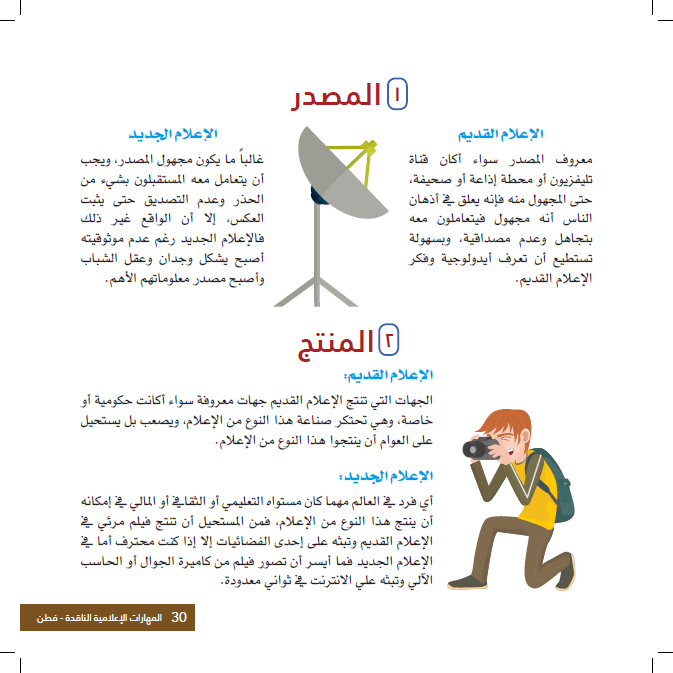 ١ المصدر
الإعلام القديم
معروف المصدر سواء أكان قناة
تليفزيون أو محطة إذاعة أو صحيفة،
حتى المجهول منه فإنه يعلق في أذهان
الناس أنه مجهول فيتعاملون معه
بتجاهل وعدم مصداقية، وبسهولة
تستطيع أن تعرف أيدولوجية وفكر
الإعلام القديم.
الإعلام الجديد
غالباً ما يكون مجهول المصدر، ويجب
أن يتعامل معه المستقبلون بشيء من
الحذر وعدم التصديق حتى يثبت
العكس، إلا أن الواقع غير ذلك
فالإعلام الجديد رغم عدم موثوقيته
أصبح يشكل وجدان وعقل الشباب
وأصبح مصدر معلوماتهم الأهم.
٢ المنتج
الإعلام القديم:
الجهات التي تنتج الإعلام القديم جهات معروفة سواء أكانت حكومية أو
خاصة، وهي تحتكر صناعة هذا النوع من الإعلام، ويصعب بل يستحيل
على العوام أن ينتجوا هذا النوع من الإعلام.
الإعلام الجديد:
أي فرد في العالم مهما كان مستواه التعليمي أو الثقافي أو المالي في إمكانه
أن ينتج هذا النوع من الإعلام، فمن المستحيل أن تنتج فيلم مرئي في
الإعلام القديم وتبثه على إحدى الفضائيات إلا إذا كنت محترف أما في
الإعلام الجديد فما أيسر أن تصور فيلم من كاميرة الجوال أو الحاسب
الآلي وتبثه علي الانترنت في ثواني معدودة.
30 المهارات الإعلامية الناقدة - فطن